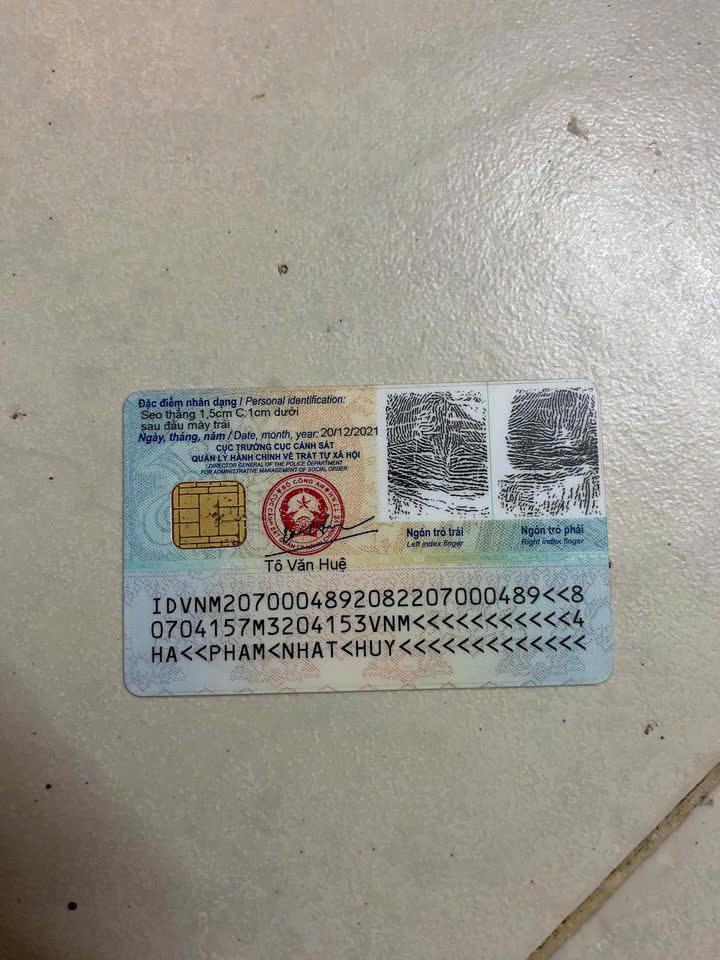 Đặc điểm nhân dạng / Personal identification:
Sẹo thẳng 1,5cm C:1cm dưới
sau đầu mày trái
Ngày, tháng, năm / Date, month, year: 20/12/2021
CỤC TRƯỞNG CỤC CẢNH SÁT
QUẢN LÝ HÀNH CHÍNH VỀ TRẬT TỰ XÃ HỘI
DIRECTOR GENERAL OF THE POLICE DEPARTMENT
FOR ADMINISTRATIVE MANAGEMENT OF SOCIAL ORDER
BỘ CÔNG AN
Tô Văn Huệ
Ngón trỏ trái
Left index finger
Ngón trỏ phải
Right index finger
IDVNM2070004892082207000489<<8
0704157M3204153VNM<<<<<<<<<<<4
HA<<PHAM<NHAT<HUY<<<<<<<<<<<<<